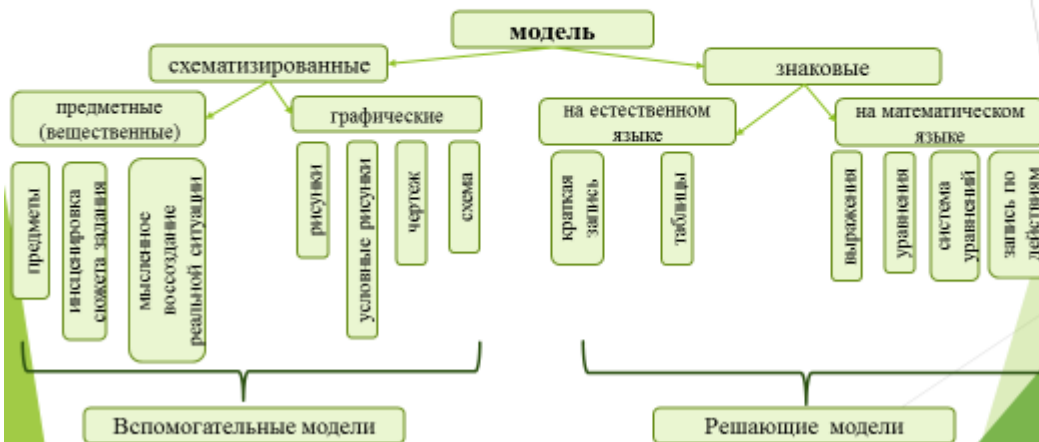 модель
схематизированные
знаковые
предметные
(вещественные)
графические
на естественном
языке
на математическом
языке
предметы
инсценировка
сюжета задания
мысленное
воссоздание
реальной ситуации
рисунки
условные рисунки
чертеж
схема
краткая
запись
таблицы
выражения
уравнения
система
уравнений
запись по
действиям
Вспомогательные модели
Решающие модели